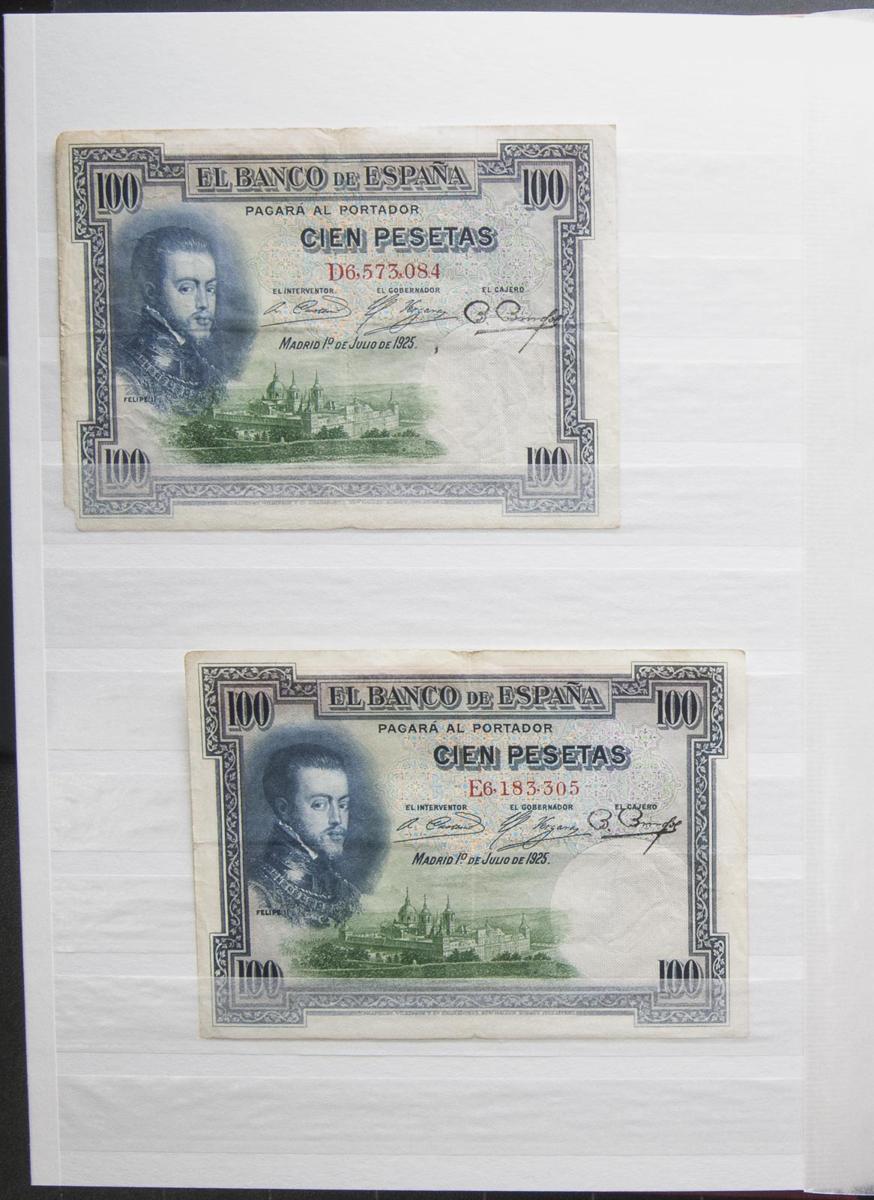 100 EL BANCO DE ESPAÑA 100
PAGARÁ AL PORTADOR
CIEN PESETAS
D6,573,084
EL INTERVENTOR EL GOBERNADOR EL CAJERO
MADRID 1º DE JULIO DE 1925.
FELIPE II
100 100
100 EL BANCO DE ESPAÑA 100
PAGARÁ AL PORTADOR
CIEN PESETAS
E6·183·305
EL INTERVENTOR EL GOBERNADOR EL CAJERO
MADRID 1º DE JULIO DE 1925.
FELIPE II
100 100